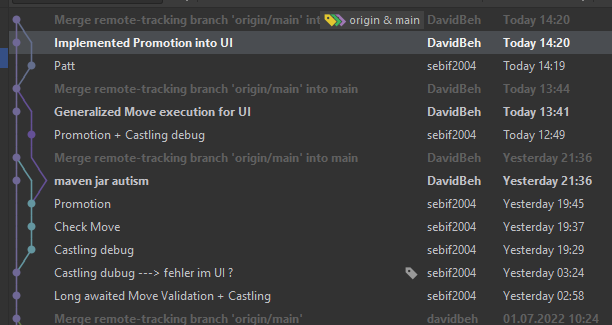 Merge remote-tracking branch 'origin/main' int origin & main DavidBeh Today 14:20
Implemented Promotion into UI DavidBeh Today 14:20
Patt sebif2004 Today 14:19
Merge remote-tracking branch 'origin/main' into main DavidBeh Today 13:44
Generalized Move execution for UI DavidBeh Today 13:41
Promotion + Castling debug sebif2004 Today 12:49
Merge remote-tracking branch 'origin/main' into main DavidBeh Yesterday 21:36
maven jar autism DavidBeh Yesterday 21:36
Promotion sebif2004 Yesterday 19:45
Check Move sebif2004 Yesterday 19:37
Castling debug sebif2004 Yesterday 19:29
Castling dubug ---> fehler im UI ? sebif2004 Yesterday 03:24
Long awaited Move Validation + Castling sebif2004 Yesterday 02:58
Merge remote-tracking branch 'origin/main' davidbeh 01.07.2022 10:24